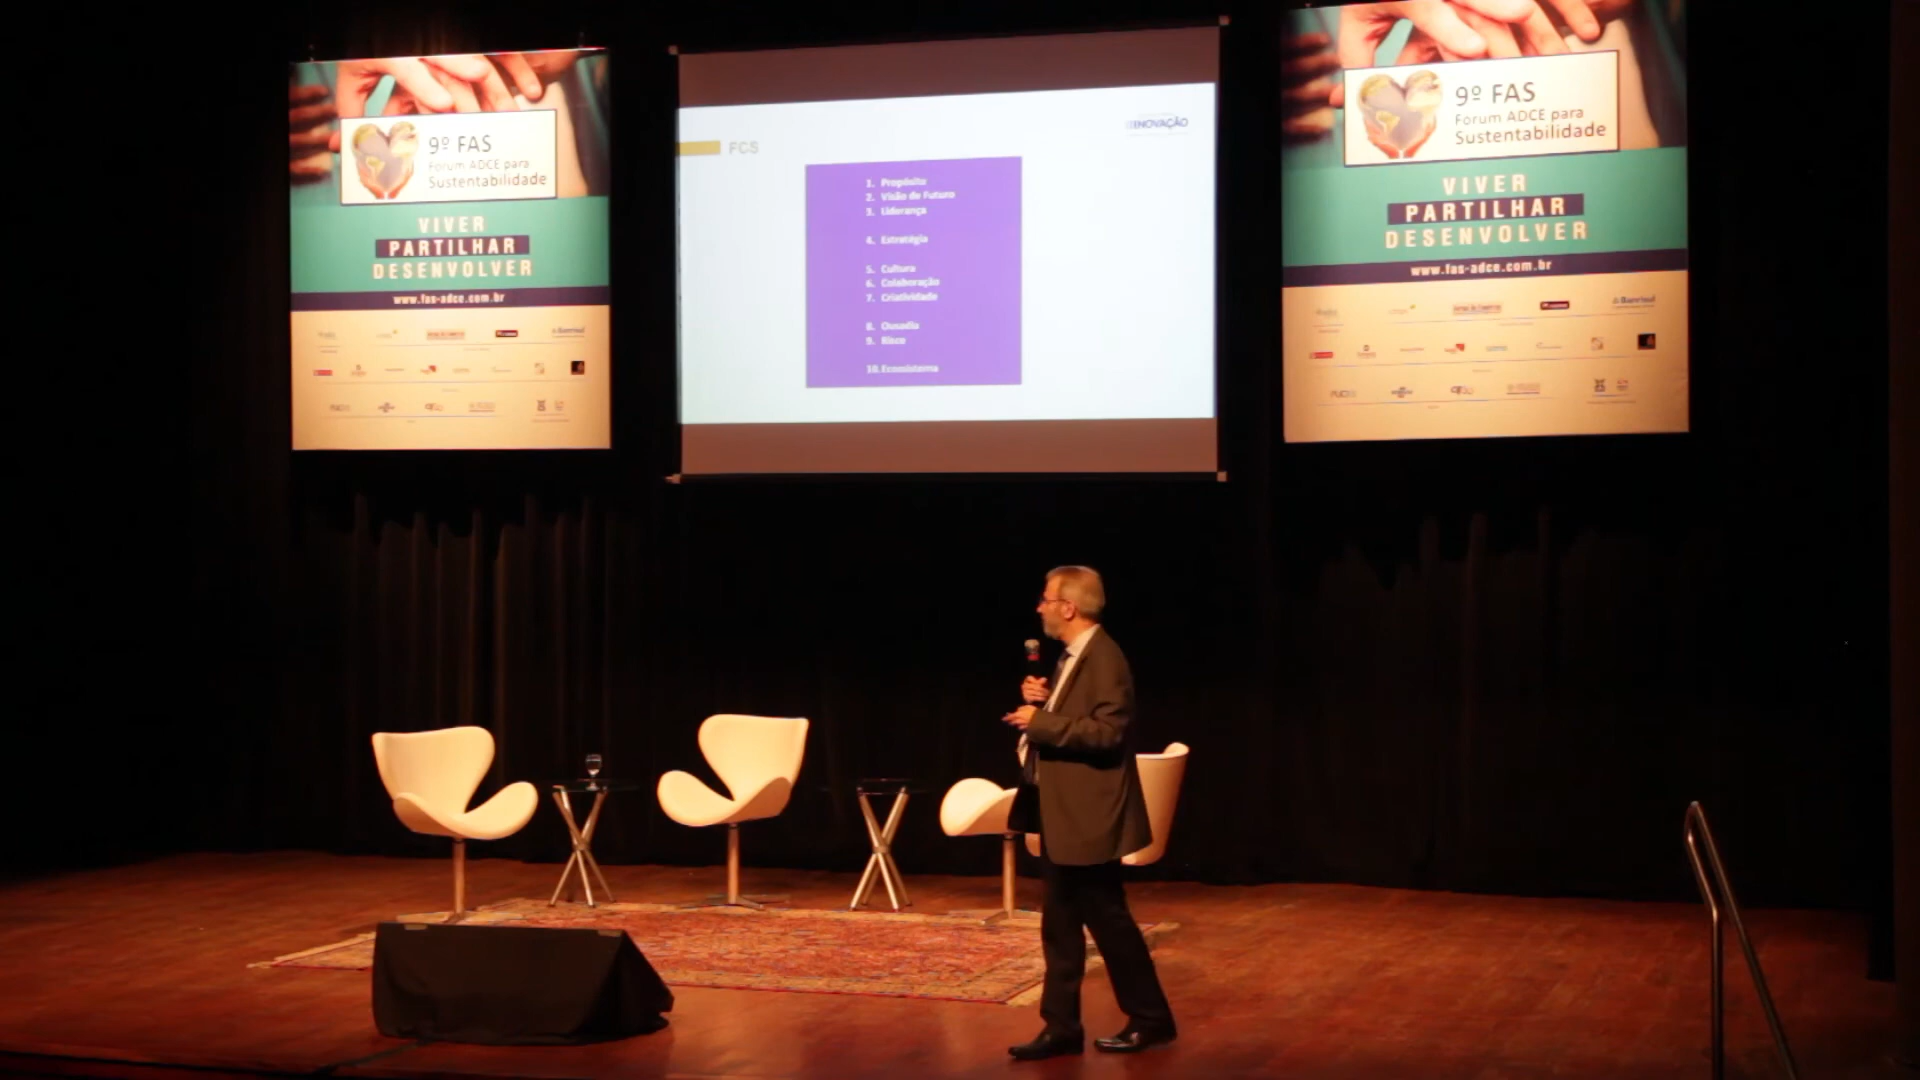 9º FAS
Forum ADCE para
Sustentabilidade
VIVER
PARTILHAR
DESENVOLVER
www.fas-adce.com.br
Banrisul
FCS
INOVAÇÃO
1. Propósito
2. Visão de Futuro
3. Liderança
4. Estratégia
5. Cultura
6. Colaboração
7. Criatividade
8. Ousadia
9. Risco
10. Ecossistema
9º FAS
Forum ADCE para
Sustentabilidade
VIVER
PARTILHAR
DESENVOLVER
www.fas-adce.com.br
Banrisul